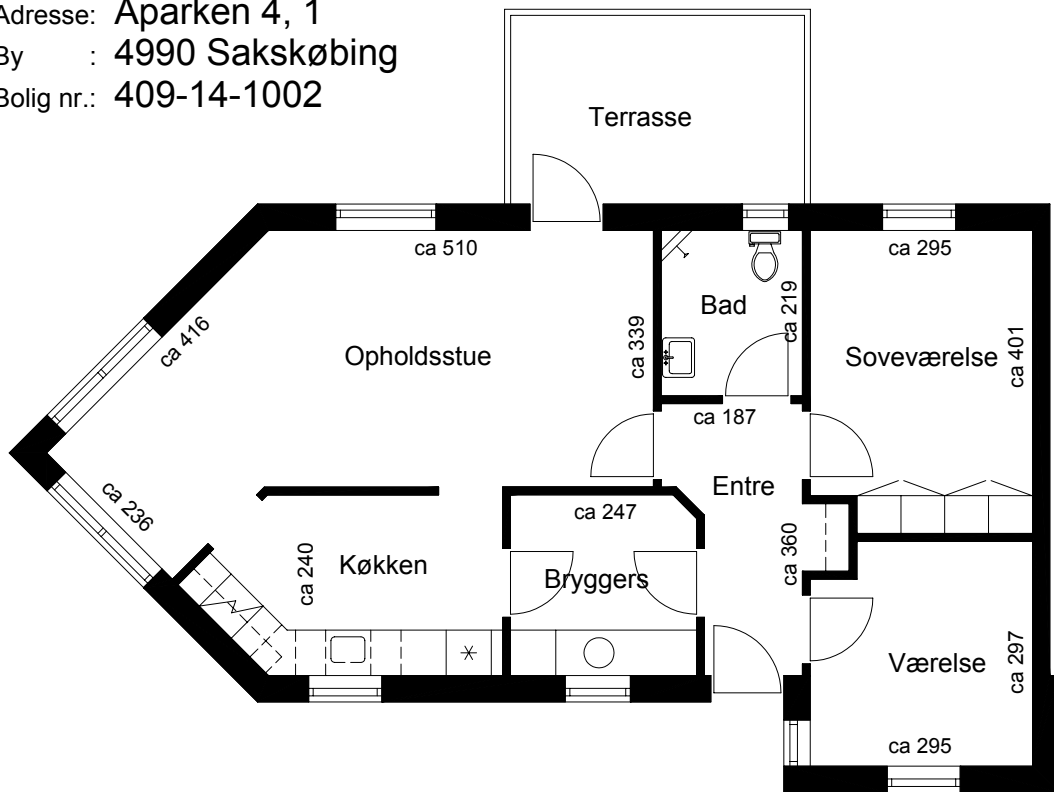 Adresse: Aparken 4, 1
By : 4990 Sakskøbing
Bolig nr.: 409-14-1002
Terrasse
ca 510
ca 295
ca 416
ca 339
Bad
ca 219
Opholdsstue
Soveværelse
ca 401
ca 187
ca 236
Entre
ca 247
ca 240
Køkken
Bryggers
ca 360
Værelse
ca 297
ca 295